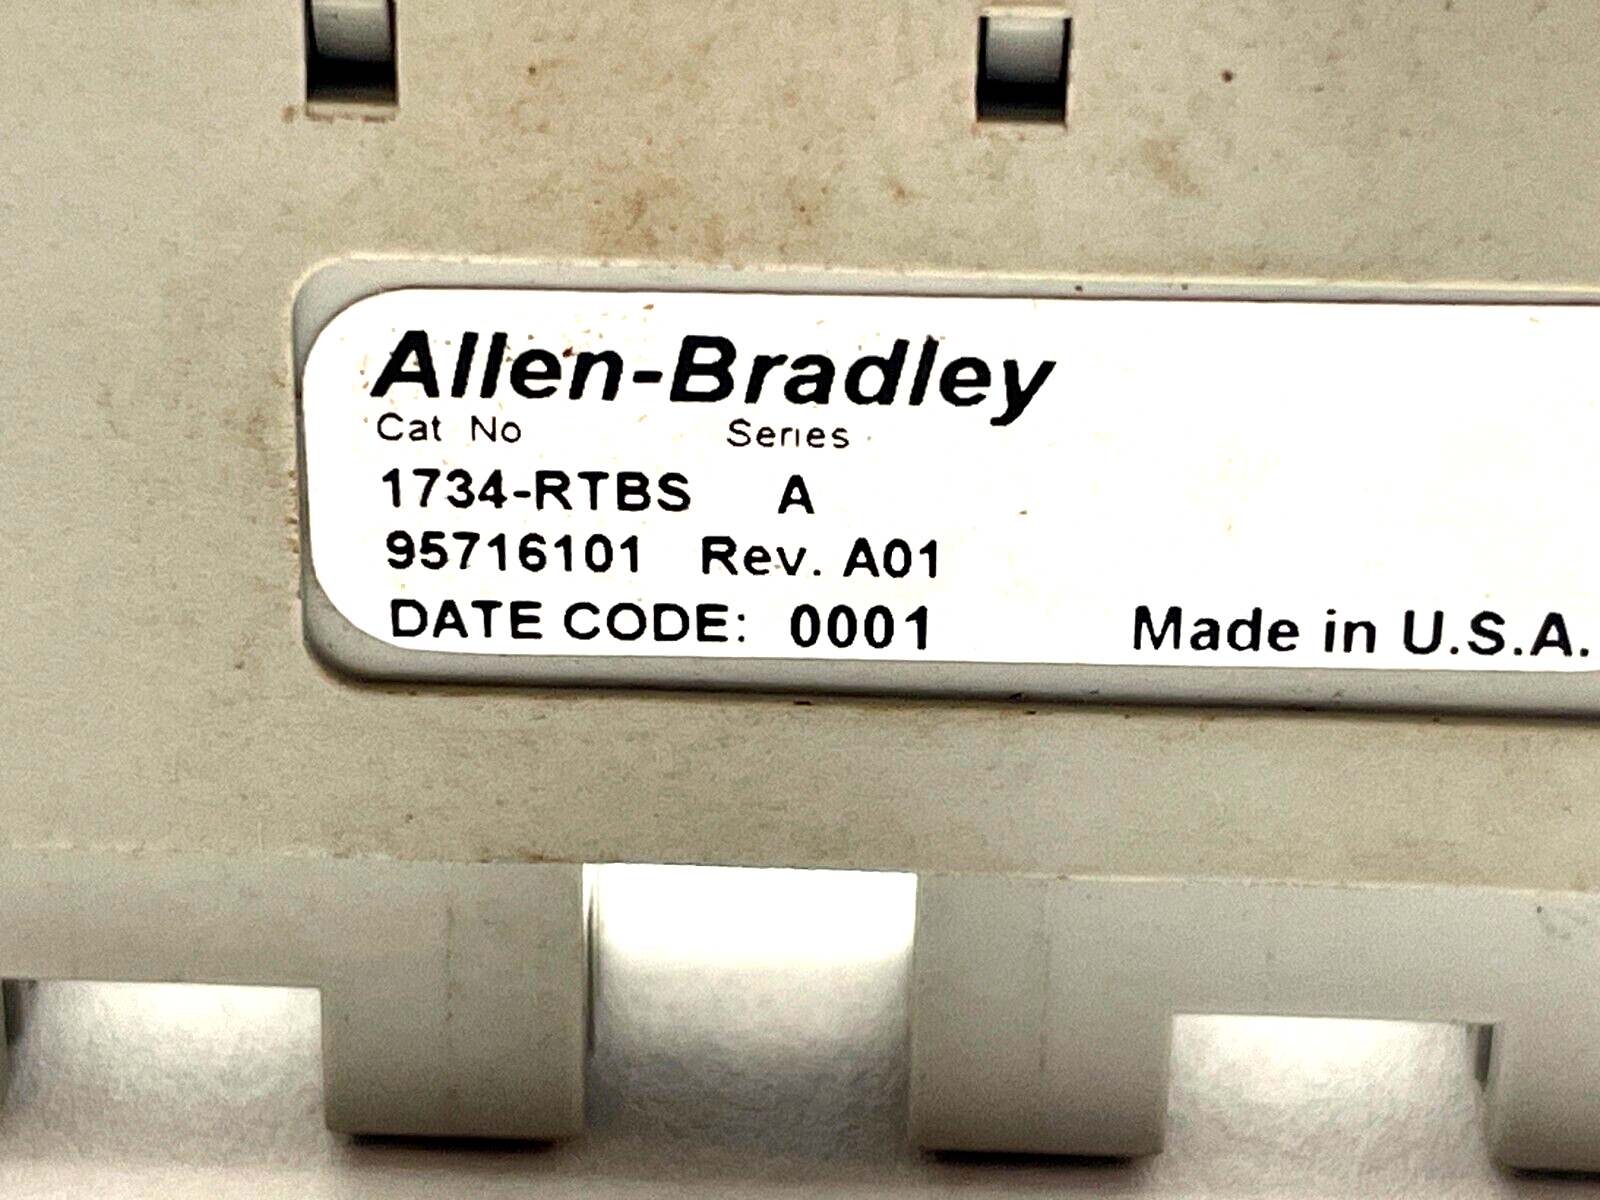 Allen-Bradley
Cat No Series
1734-RTBS A
95716101 Rev. A01
DATE CODE: 0001 Made in U.S.A.